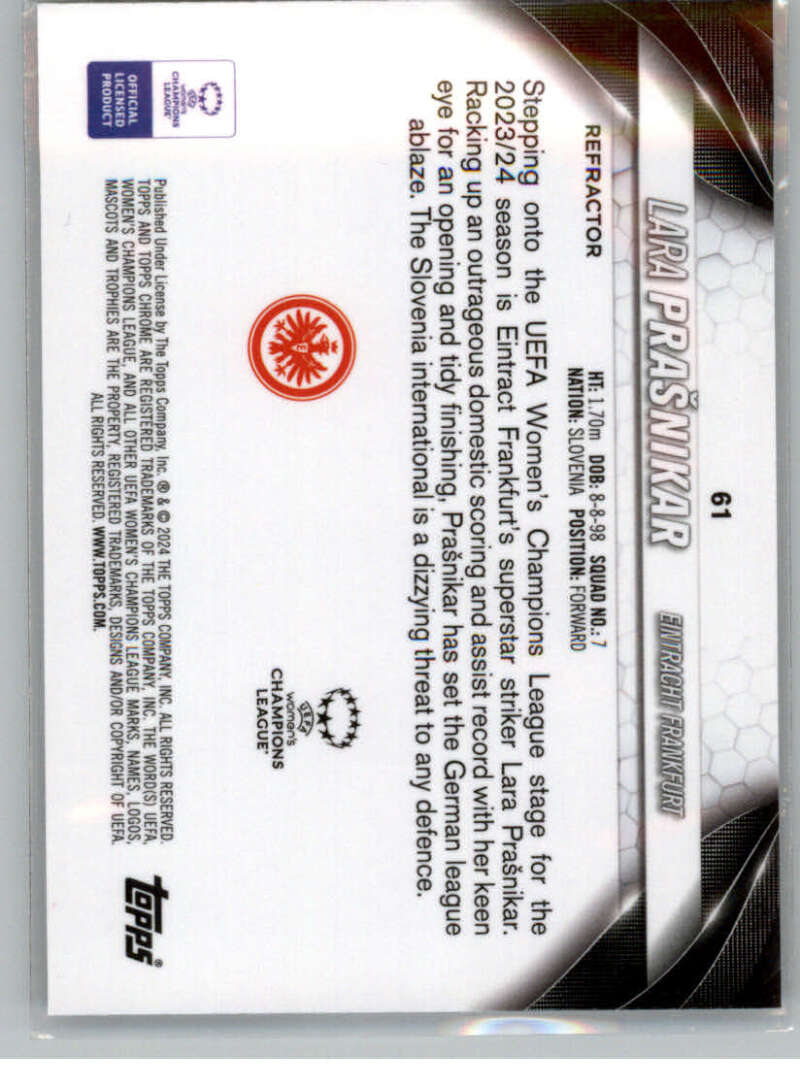 61
LARA PRAŠNIKAR EINTRACHT FRANKFURT
HT: 1.70m DOB: 8-8-98 SQUAD NO.: 7
NATION: SLOVENIA POSITION: FORWARD
REFRACTOR
Stepping onto the UEFA Women's Champions League stage for the
2023/24 season is Eintract Frankfurt's superstar striker Lara Prašnikar.
Racking up an outrageous domestic scoring and assist record with her keen
eye for an opening and tidy finishing, Prašnikar has set the German league
ablaze. The Slovenia international is a dizzying threat to any defence.
UEFA
women's
CHAMPIONS
LEAGUE®
UEFA
women's
CHAMPIONS
LEAGUE®
OFFICIAL
LICENSED
PRODUCT
Published Under License by The Topps Company, Inc. ® & © 2024 THE TOPPS COMPANY, INC. ALL RIGHTS RESERVED.
TOPPS AND TOPPS CHROME ARE REGISTERED TRADEMARKS OF THE TOPPS COMPANY, INC. THE WORD(S) UEFA,
WOMEN'S CHAMPIONS LEAGUE, AND ALL OTHER UEFA WOMEN'S CHAMPIONS LEAGUE MARKS, NAMES, LOGOS,
MASCOTS AND TROPHIES ARE THE PROPERTY, REGISTERED TRADEMARKS, DESIGNS AND/OR COPYRIGHT OF UEFA.
ALL RIGHTS RESERVED. WWW.TOPPS.COM.
topps®